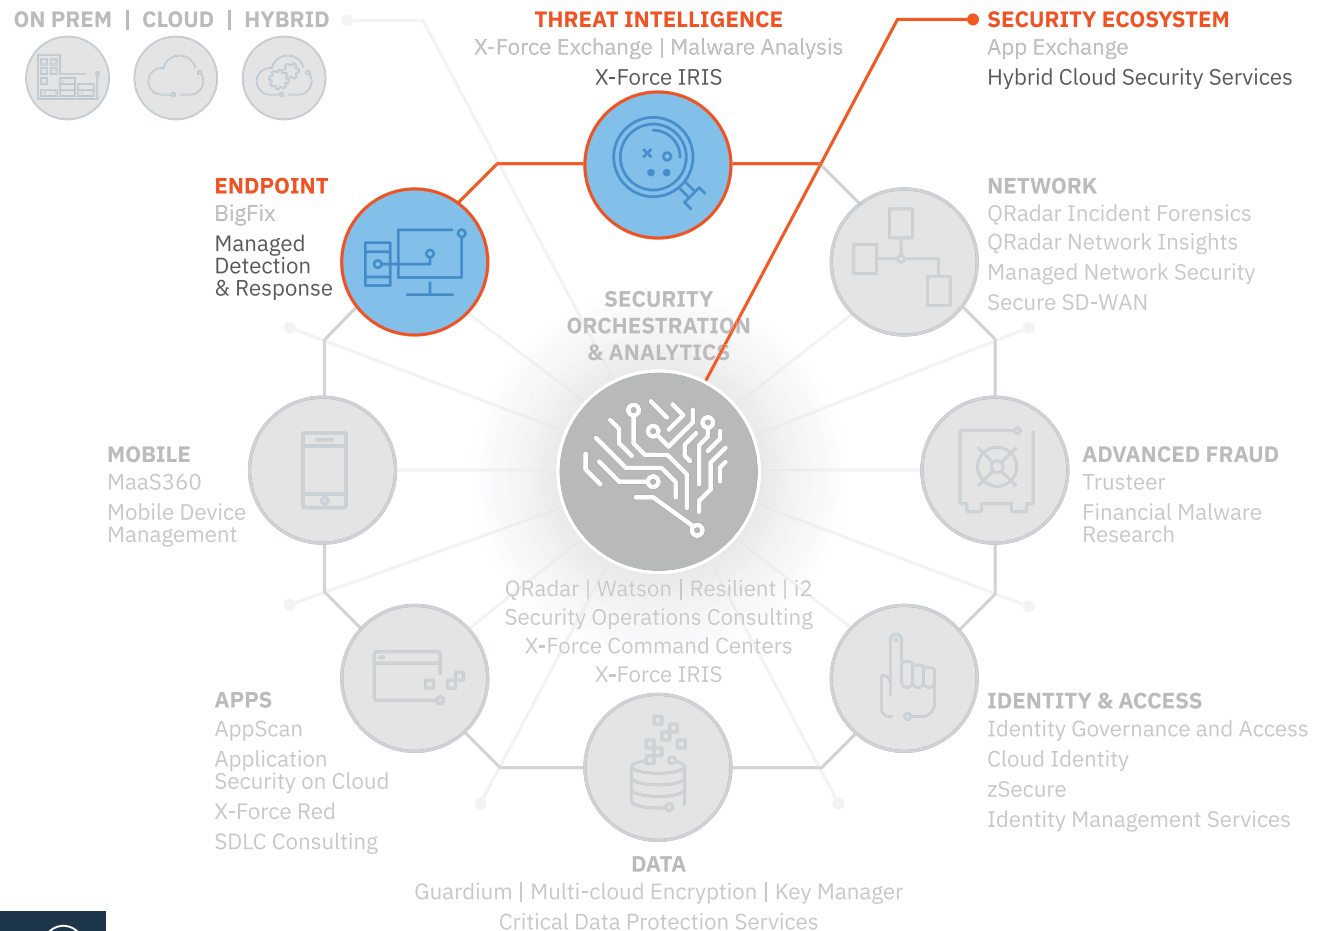 ON PREM | CLOUD | HYBRID
THREAT INTELLIGENCE
X-Force Exchange | Malware Analysis
X-Force IRIS
SECURITY ECOSYSTEM
App Exchange
Hybrid Cloud Security Services
ENDPOINT
BigFix
Managed
Detection
& Response
NETWORK
QRadar Incident Forensics
QRadar Network Insights
Managed Network Security
Secure SD-WAN
SECURITY
ORCHESTRATION
& ANALYTICS
MOBILE
MaaS360
Mobile Device
Management
ADVANCED FRAUD
Trusteer
Financial Malware
Research
QRadar | Watson | Resilient | i2
Security Operations Consulting
X-Force Command Centers
X-Force IRIS
APPS
AppScan
Application
Security on Cloud
X-Force Red
SDLC Consulting
IDENTITY & ACCESS
Identity Governance and Access
Cloud Identity
zSecure
Identity Management Services
DATA
Guardium | Multi-cloud Encryption | Key Manager
Critical Data Protection Services